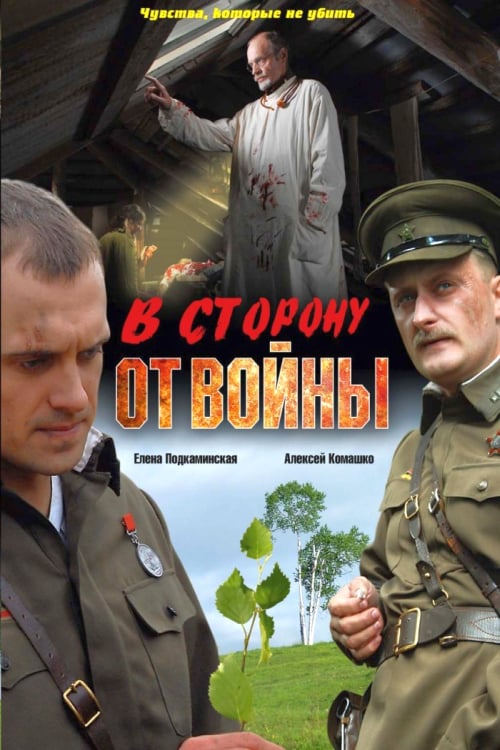 Чувства, которые не убить
В СТОРОНУ
ОТ ВОЙНЫ
Елена Подкаминская Алексей Комашко